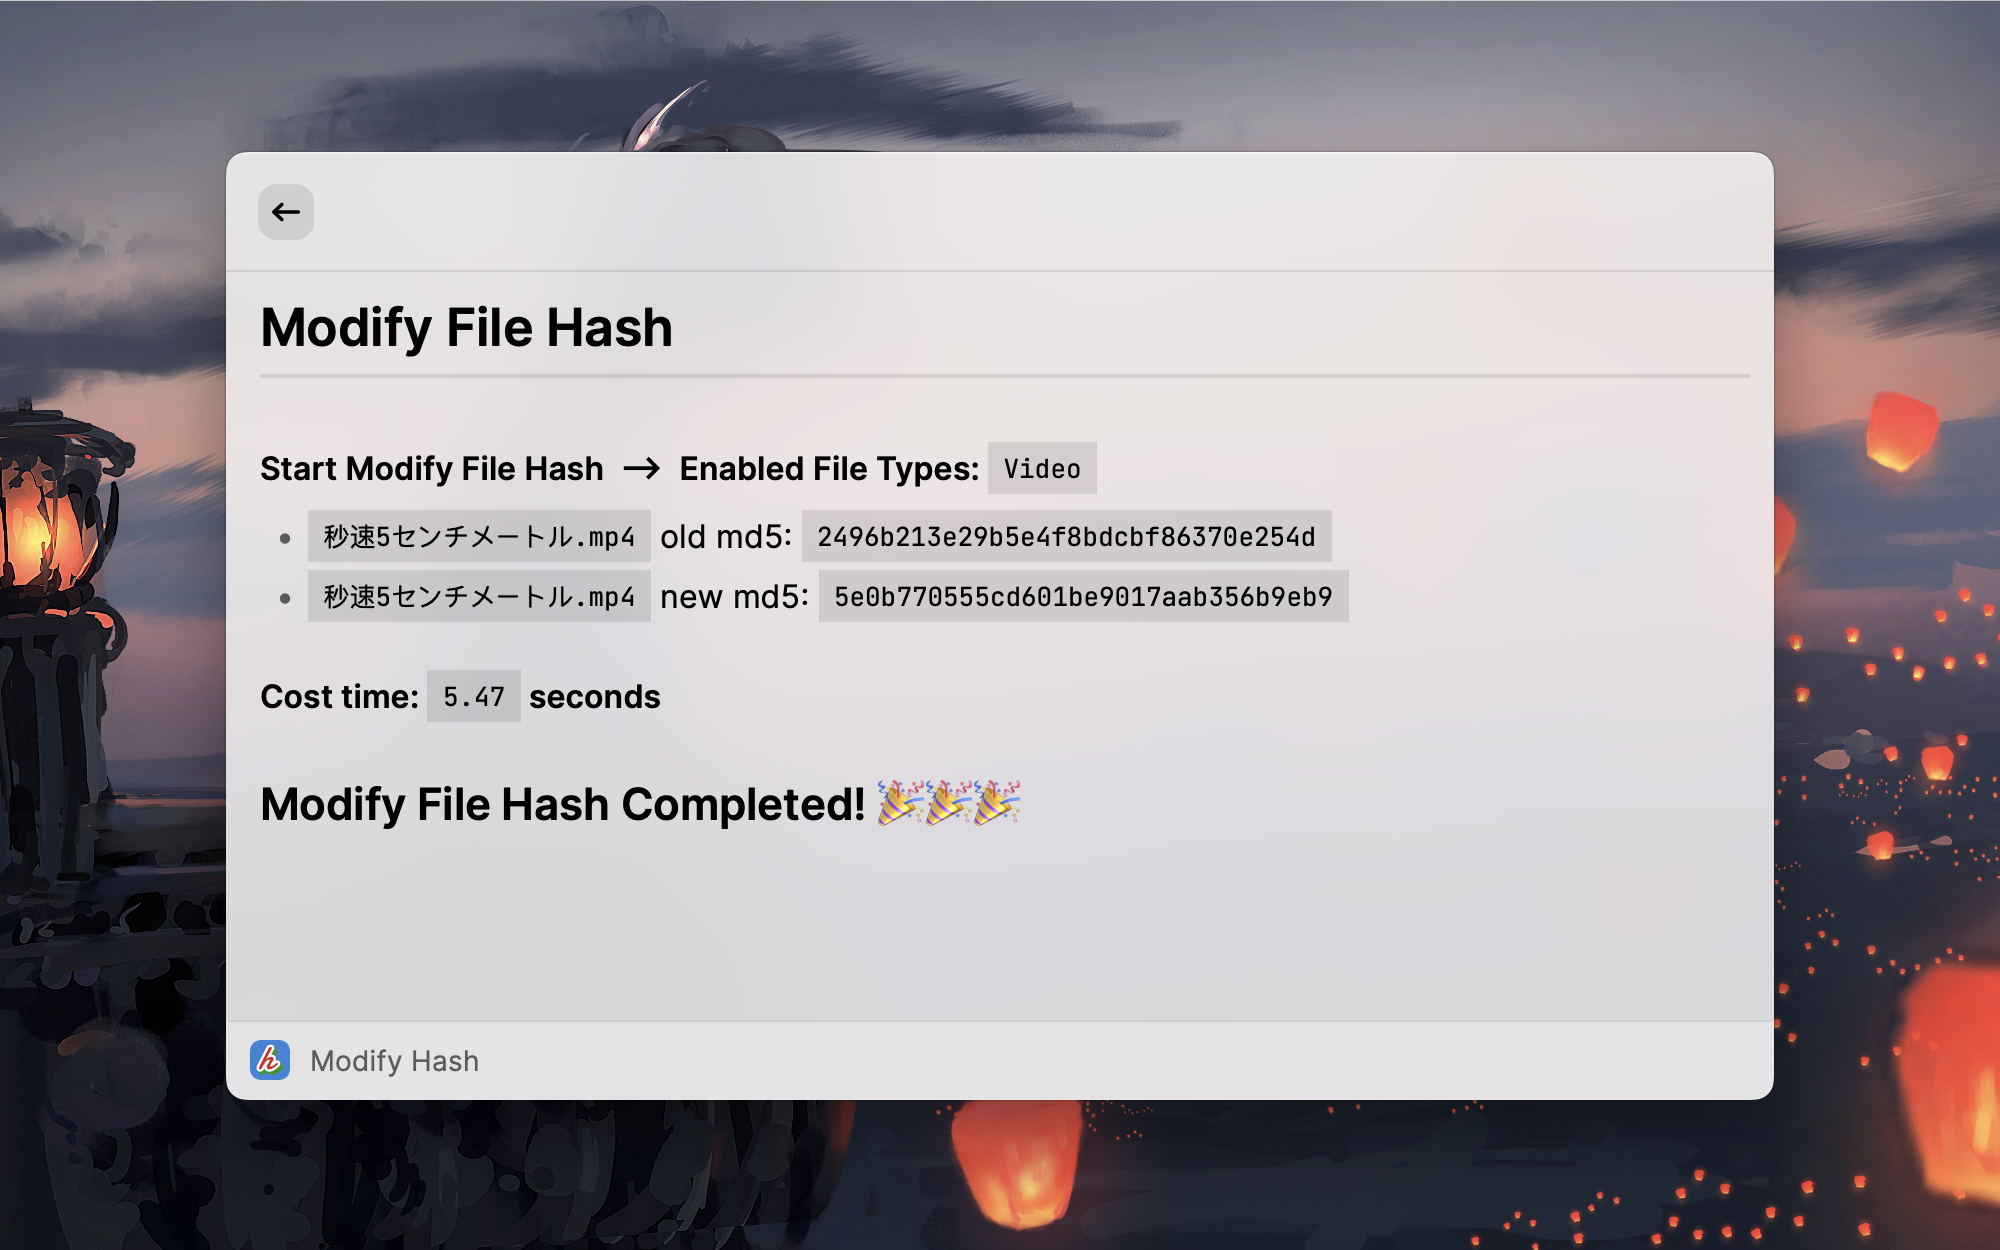 Modify File Hash
Start Modify File Hash → Enabled File Types: Video
• 秒速5センチメートル.mp4 old md5: 2496b213e29b5e4f8bdcbf86370e254d
• 秒速5センチメートル.mp4 new md5: 5e0b770555cd601be9017aab356b9eb9
Cost time: 5.47 seconds
Modify File Hash Completed! 🎉🎉🎉
h Modify Hash